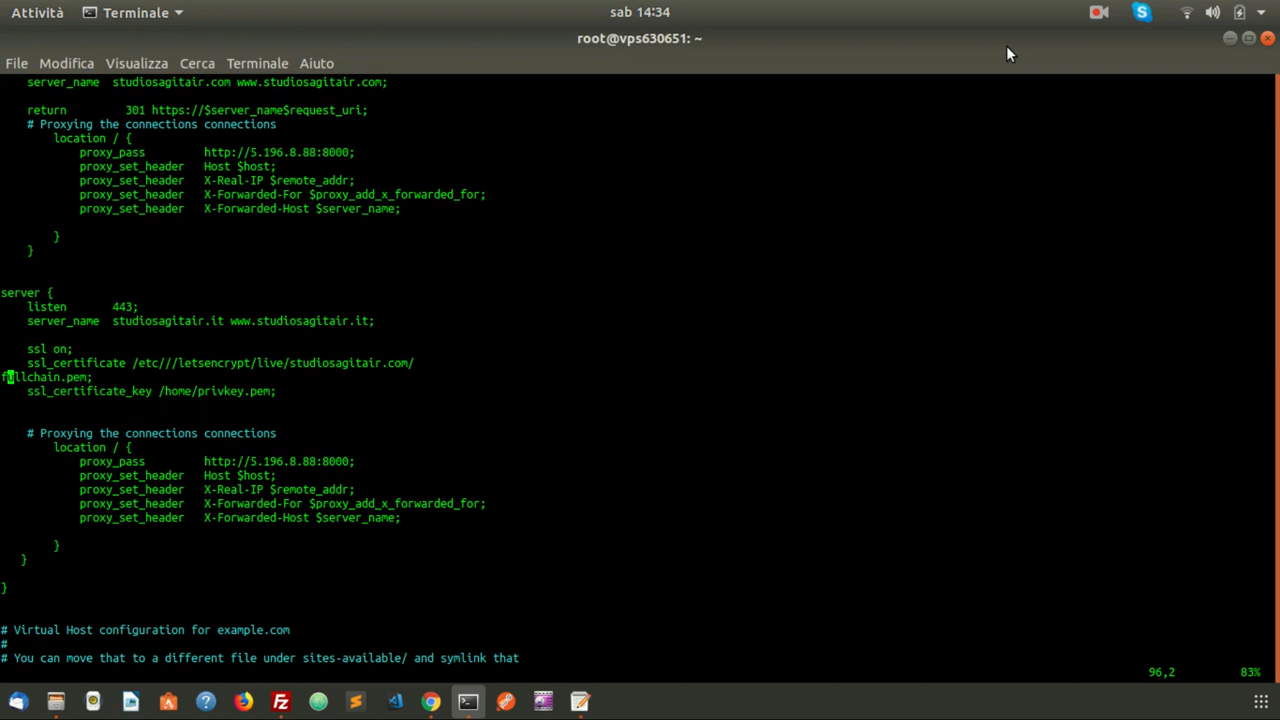 Attività Terminale sab 14:34
root@vps630651: ~
File Modifica Visualizza Cerca Terminale Aiuto
server_name studiosagitair.com www.studiosagitair.com;
return 301 https://$server_name$request_uri;
# Proxying the connections connections
location / {
proxy_pass http://5.196.8.88:8000;
proxy_set_header Host $host;
proxy_set_header X-Real-IP $remote_addr;
proxy_set_header X-Forwarded-For $proxy_add_x_forwarded_for;
proxy_set_header X-Forwarded-Host $server_name;
}
}
server {
listen 443;
server_name studiosagitair.it www.studiosagitair.it;
ssl on;
ssl_certificate /etc///letsencrypt/live/studiosagitair.com/
fullchain.pem;
ssl_certificate_key /home/privkey.pem;
# Proxying the connections connections
location / {
proxy_pass http://5.196.8.88:8000;
proxy_set_header Host $host;
proxy_set_header X-Real-IP $remote_addr;
proxy_set_header X-Forwarded-For $proxy_add_x_forwarded_for;
proxy_set_header X-Forwarded-Host $server_name;
}
}
}
# Virtual Host configuration for example.com
#
# You can move that to a different file under sites-available/ and symlink that
96,2 83%